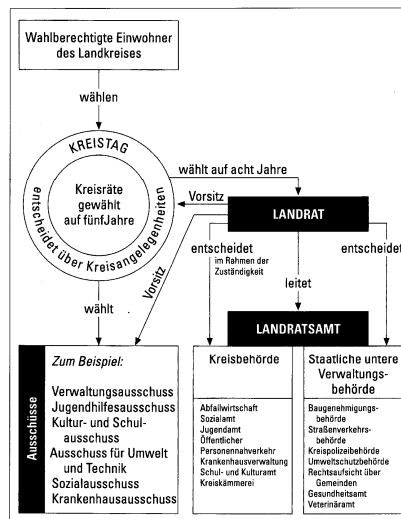 Wahlberechtigte Einwohner
des Landkreises
wählen
KREISTAG
entscheidet über Kreisangelegenheiten
Kreisräte
gewählt
auf fünfJahre
wählt auf acht Jahre
Vorsitz
LANDRAT
entscheidet
im Rahmen der
Zuständigkeit
entscheidet
leitet
Vorsitz
wählt
LANDRATSAMT
Ausschüsse
Zum Beispiel:
Verwaltungsausschuss
Jugendhilfesausschuss
Kultur- und Schul-
ausschuss
Ausschuss für Umwelt
und Technik
Sozialausschuss
Krankenhausausschuss
Kreisbehörde
Abfallwirtschaft
Sozialamt
Jugendamt
Öffentlicher
Personennahverkehr
Krankenhausverwaltung
Schul- und Kulturamt
Kreiskämmerei
Staatliche untere
Verwaltungs-
behörde
Baugenehmigungs-
behörde
Straßenverkehrs-
behörde
Kreispolizeibehörde
Umweltschutzbehörde
Rechtsaufsicht über
Gemeinden
Gesundheitsamt
Veterinäramt